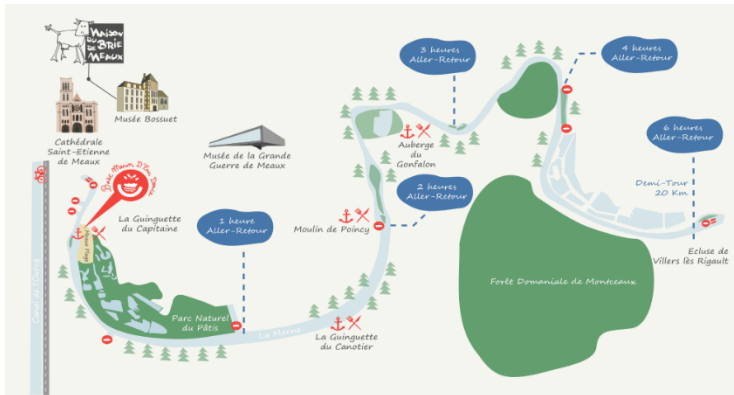 MAISON
DU
DE BRIE
MEAUX
Musée Bossuet
Cathédrale
Saint-Etienne
de Meaux
Musée de la Grande
Guerre de Meaux
3 heures
Aller-Retour
4 heures
Aller-Retour
Auberge
du
Gonfalon
6 heures
Aller-Retour
Demi-Tour
20 Km
2 heures
Aller-Retour
1 heure
Aller-Retour
La Guinguette
du Capitaine
Moulin de Poincy
Ecluse de
Villers lès Rigault
Forêt Domaniale de Montceaux
Canal de l'Ourcq
Meaux Plage
Parc Naturel
du Pâtis
La Marne
La Guinguette
du Canotier